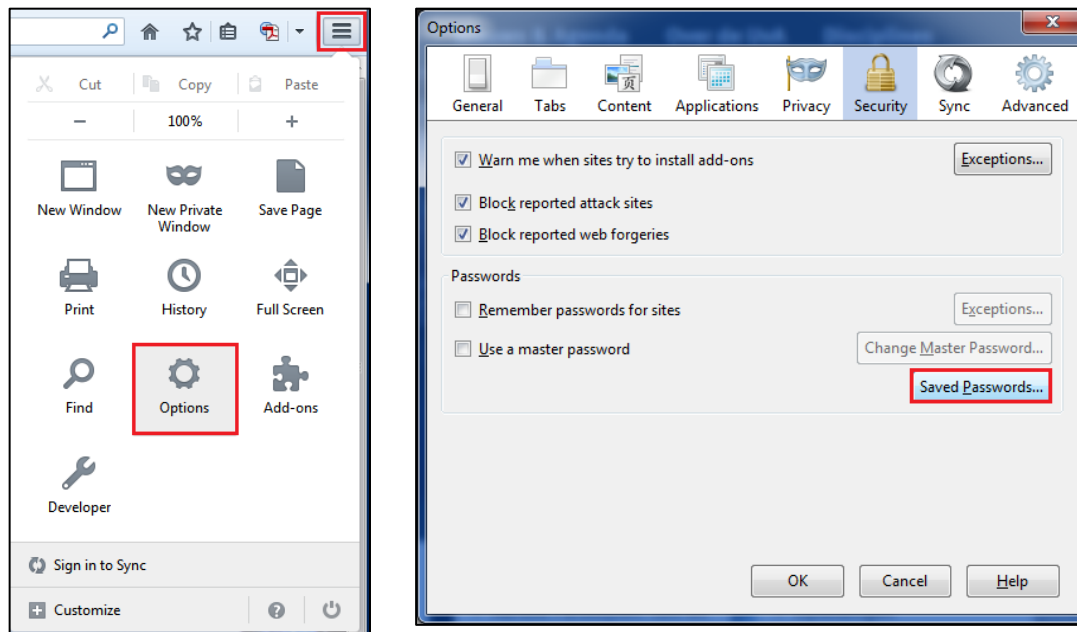 Cut
Copy
Paste
100%
New Window
New Private
Window
Save Page
Print
History
Full Screen
Find
Options
Add-ons
Developer
Sign in to Sync
Customize
Options
General
Tabs
Content
Applications
Privacy
Security
Sync
Advanced
Warn me when sites try to install add-ons
Exceptions...
Block reported attack sites
Block reported web forgeries
Passwords
Remember passwords for sites
Exceptions...
Use a master password
Change Master Password...
Saved Passwords...
OK
Cancel
Help